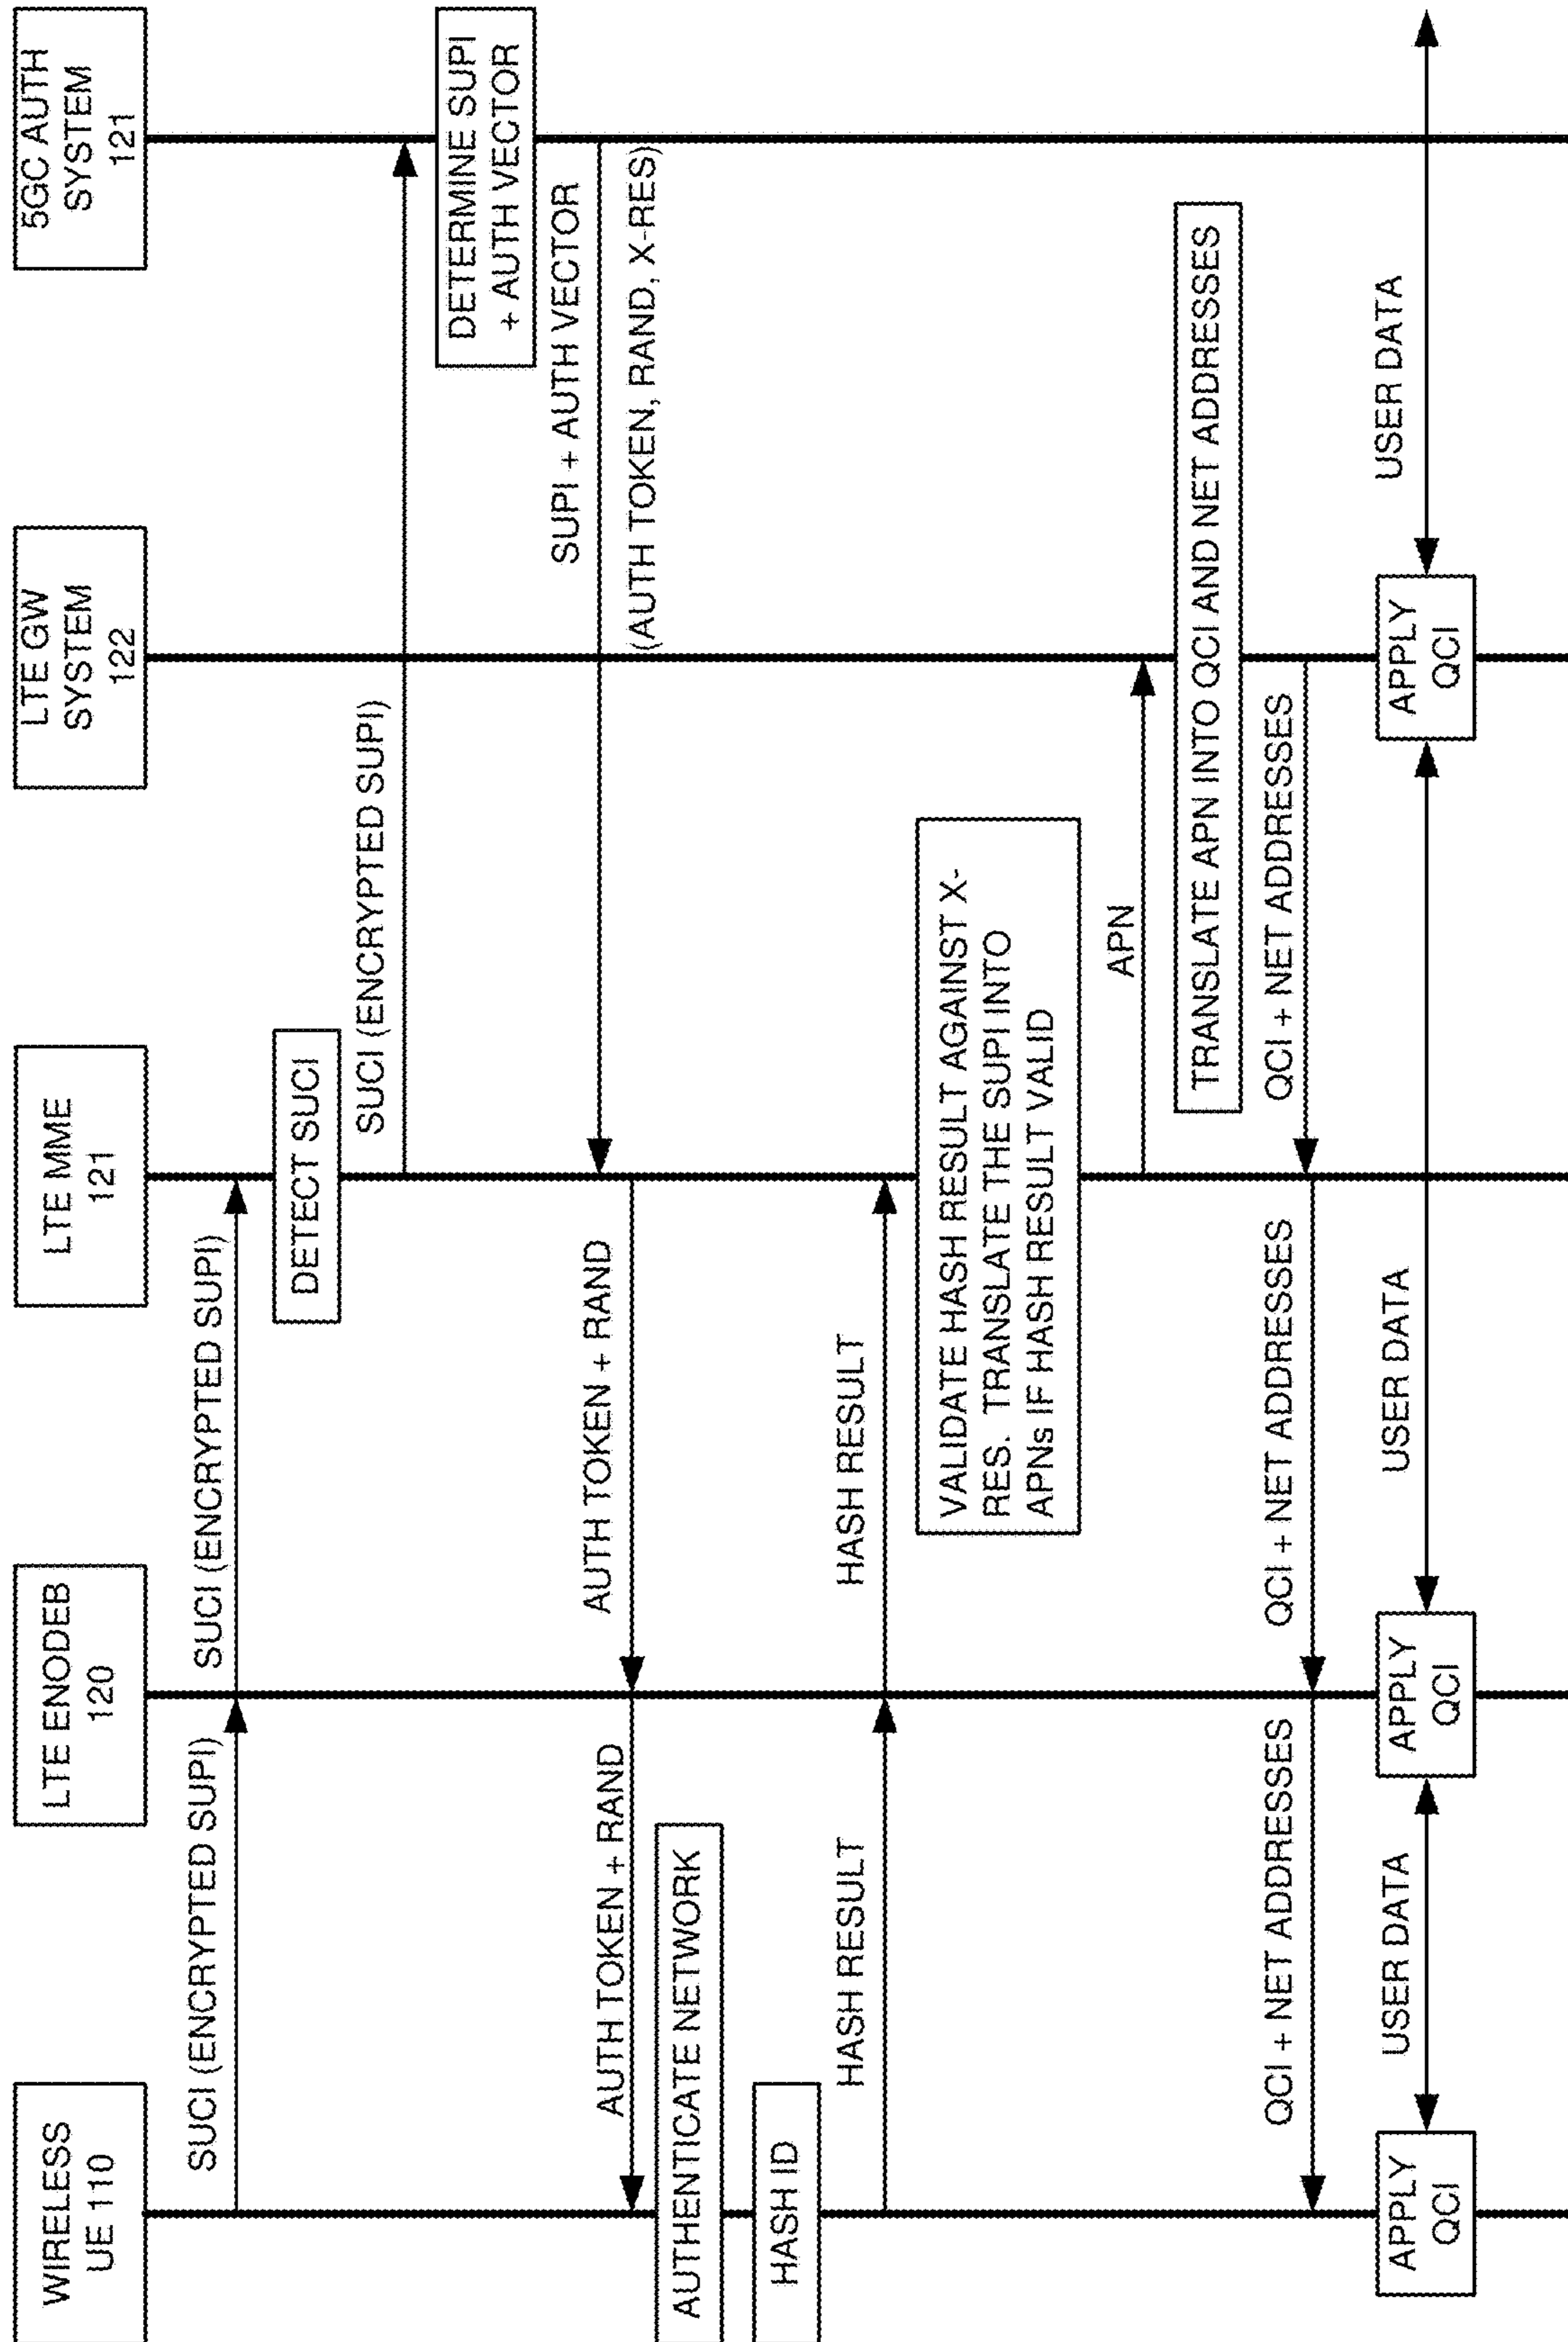 WIRELESS
UE 110
LTE ENODEB
120
LTE MME
121
LTE GW
SYSTEM
122
5GC AUTH
SYSTEM
121
SUCI (ENCRYPTED SUPI)
SUCI (ENCRYPTED SUPI)
DETECT SUCI
SUCI (ENCRYPTED SUPI)
DETERMINE SUPI
+ AUTH VECTOR
SUPI + AUTH VECTOR
(AUTH TOKEN, RAND, X-RES)
AUTH TOKEN + RAND
AUTH TOKEN + RAND
AUTHENTICATE NETWORK
HASH ID
HASH RESULT
HASH RESULT
VALIDATE HASH RESULT AGAINST X-
RES. TRANSLATE THE SUPI INTO
APNs IF HASH RESULT VALID
APN
TRANSLATE APN INTO QCI AND NET ADDRESSES
QCI + NET ADDRESSES
QCI + NET ADDRESSES
QCI + NET ADDRESSES
APPLY
QCI
USER DATA
APPLY
QCI
USER DATA
APPLY
QCI
USER DATA